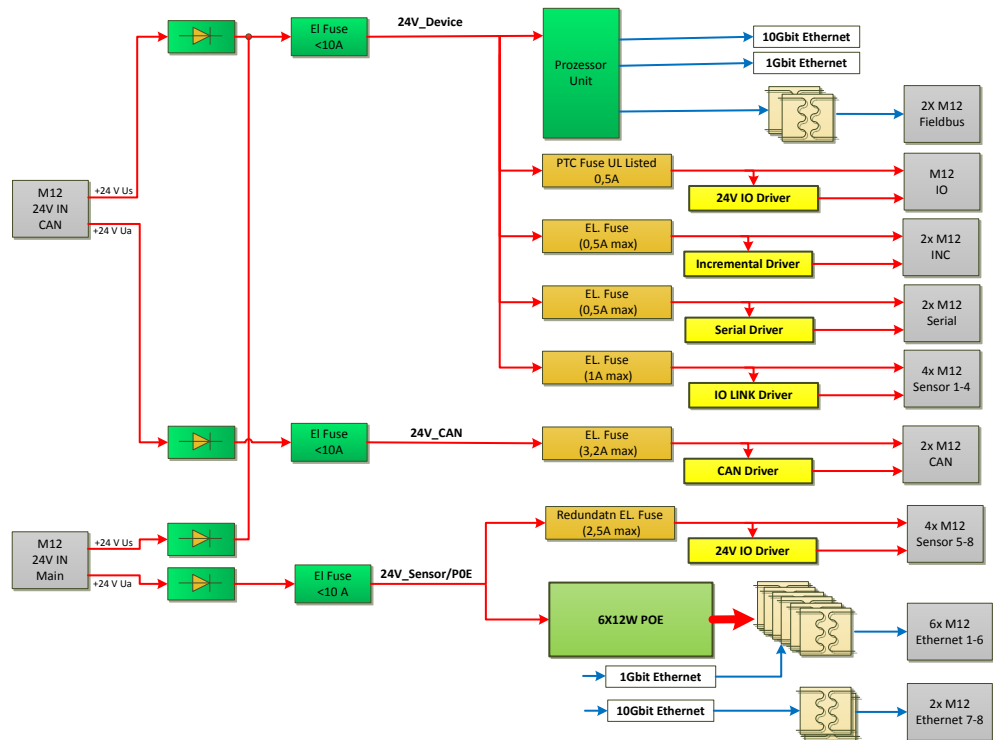 El Fuse
<10A
24V_Device
Prozessor
Unit
10Gbit Ethernet
1Gbit Ethernet
2X M12
Fieldbus
M12
24V IN
CAN
+24 V Us
+24 V Ua
PTC Fuse UL Listed
0,5A
24V IO Driver
M12
IO
EL. Fuse
(0,5A max)
Incremental Driver
2x M12
INC
EL. Fuse
(0,5A max)
Serial Driver
2x M12
Serial
EL. Fuse
(1A max)
IO LINK Driver
4x M12
Sensor 1-4
El Fuse
<10A
24V_CAN
EL. Fuse
(3,2A max)
CAN Driver
2x M12
CAN
M12
24V IN
Main
+24 V Us
+24 V Ua
El Fuse
<10 A
24V_Sensor/P0E
Redundatn EL. Fuse
(2,5A max)
24V IO Driver
4x M12
Sensor 5-8
6X12W POE
6x M12
Ethernet 1-6
1Gbit Ethernet
10Gbit Ethernet
2x M12
Ethernet 7-8